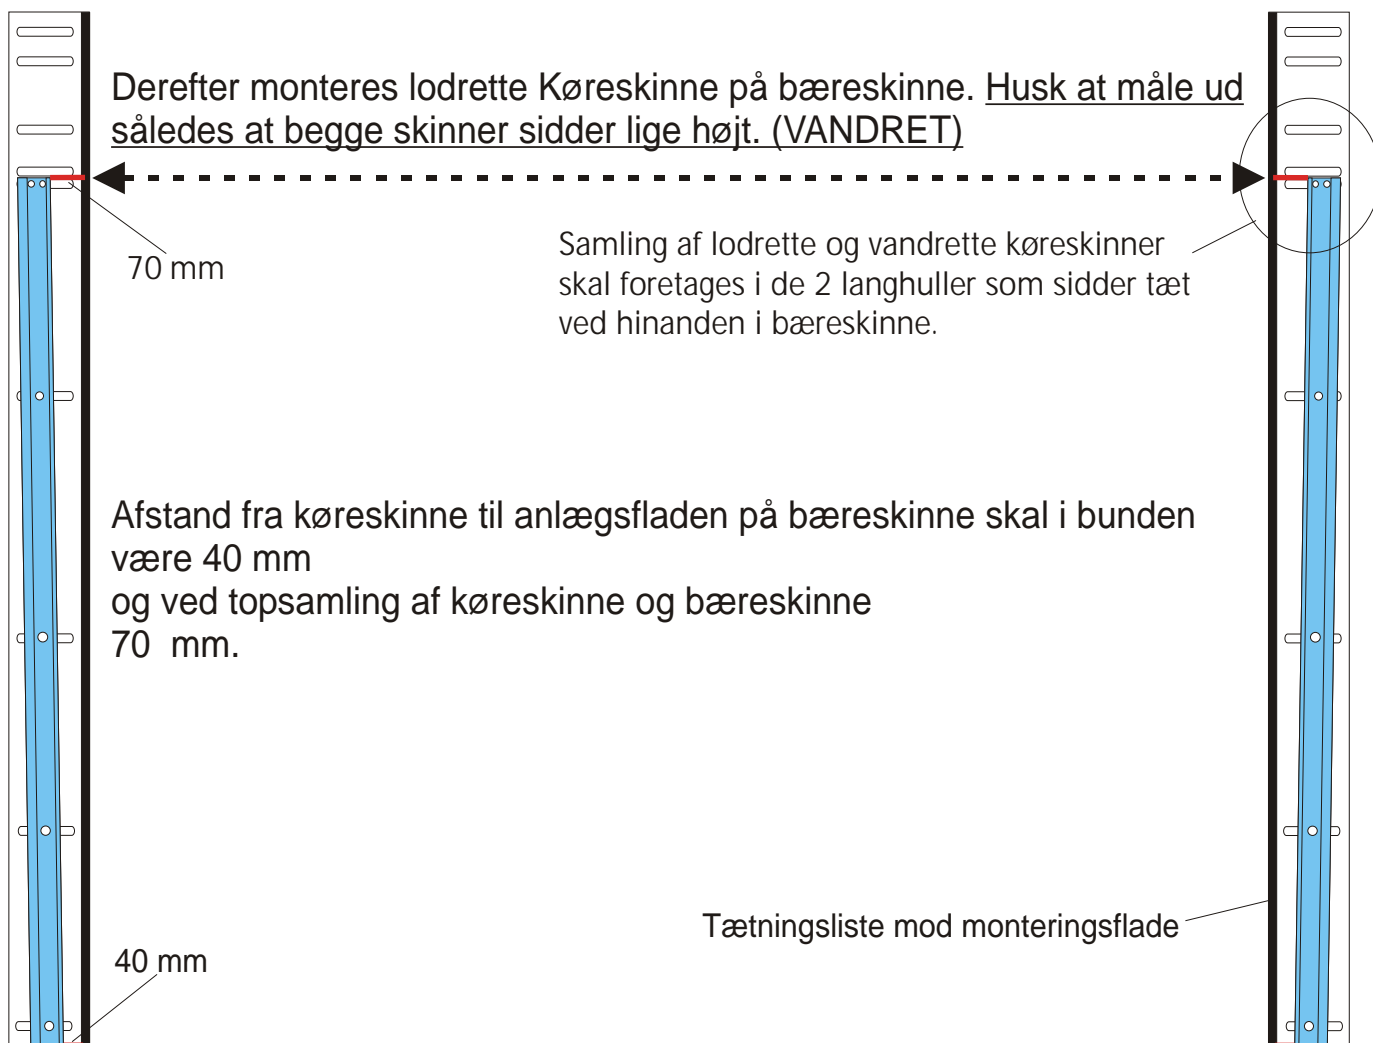 Derefter monteres lodrette Køreskinne på bæreskinne. Husk at måle ud
således at begge skinner sidder lige højt. (VANDRET)
70 mm
Samling af lodrette og vandrette køreskinner
skal foretages i de 2 langhuller som sidder tæt
ved hinanden i bæreskinne.
Afstand fra køreskinne til anlægsfladen på bæreskinne skal i bunden
være 40 mm
og ved topsamling af køreskinne og bæreskinne
70 mm.
Tætningsliste mod monteringsflade
40 mm